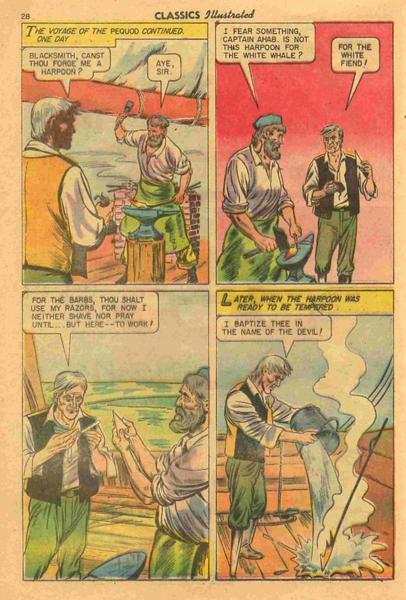 28
CLASSICS Illustrated
THE VOYAGE OF THE PEQUOD CONTINUED.
ONE DAY...
BLACKSMITH, CANST
THOU FORGE ME A
HARPOON?
AYE,
SIR.
I FEAR SOMETHING,
CAPTAIN AHAB. IS NOT
THIS HARPOON FOR
THE WHITE WHALE?
FOR THE
WHITE
FIEND!
FOR THE BARBS, THOU SHALT
USE MY RAZORS, FOR NOW I
NEITHER SHAVE NOR PRAY
UNTIL...BUT HERE--TO WORK!
LATER, WHEN THE HARPOON WAS
READY TO BE TEMPERED...
I BAPTIZE THEE IN
THE NAME OF THE DEVIL!